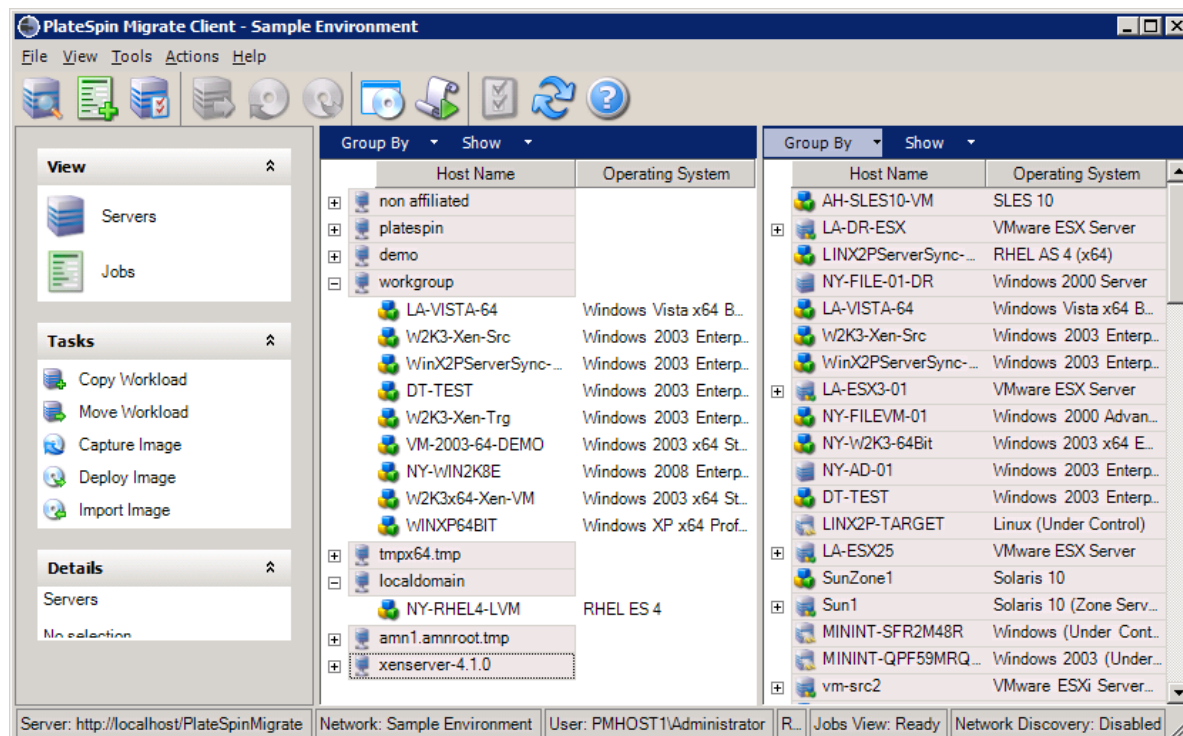 PlateSpin Migrate Client - Sample Environment
File View Tools Actions Help
View
Servers
Jobs
Tasks
Copy Workload
Move Workload
Capture Image
Deploy Image
Import Image
Details
Servers
No selection
Group By Show
Host Name Operating System
non affiliated
platespin
demo
workgroup
LA-VISTA-64 Windows Vista x64 B...
W2K3-Xen-Src Windows 2003 Enterp...
WinX2PServerSync-... Windows 2003 Enterp...
DT-TEST Windows 2003 Enterp...
W2K3-Xen-Trg Windows 2003 Enterp...
VM-2003-64-DEMO Windows 2003 x64 St...
NY-WIN2K8E Windows 2008 Enterp...
W2K3x64-Xen-VM Windows 2003 x64 St...
WINXP64BIT Windows XP x64 Prof...
tmpx64.tmp
localdomain
NY-RHEL4-LVM RHEL ES 4
amn1.amnroot.tmp
xenserver-4.1.0
Group By Show
Host Name Operating System
AH-SLES10-VM SLES 10
LA-DR-ESX VMware ESX Server
LINX2PServerSync-... RHEL AS 4 (x64)
NY-FILE-01-DR Windows 2000 Server
LA-VISTA-64 Windows Vista x64 B...
W2K3-Xen-Src Windows 2003 Enterp...
WinX2PServerSync-... Windows 2003 Enterp...
LA-ESX3-01 VMware ESX Server
NY-FILEVM-01 Windows 2000 Advan...
NY-W2K3-64Bit Windows 2003 x64 E...
NY-AD-01 Windows 2003 Enterp...
DT-TEST Windows 2003 Enterp...
LINX2P-TARGET Linux (Under Control)
LA-ESX25 VMware ESX Server
SunZone1 Solaris 10
Sun1 Solaris 10 (Zone Serv...
MININT-SFR2M48R Windows (Under Cont...
MININT-QPF59MRQ... Windows 2003 (Under...
vm-src2 VMware ESXi Server...
Server: http://localhost/PlateSpinMigrate Network: Sample Environment User: PMHOST1\Administrator R... Jobs View: Ready Network Discovery: Disabled